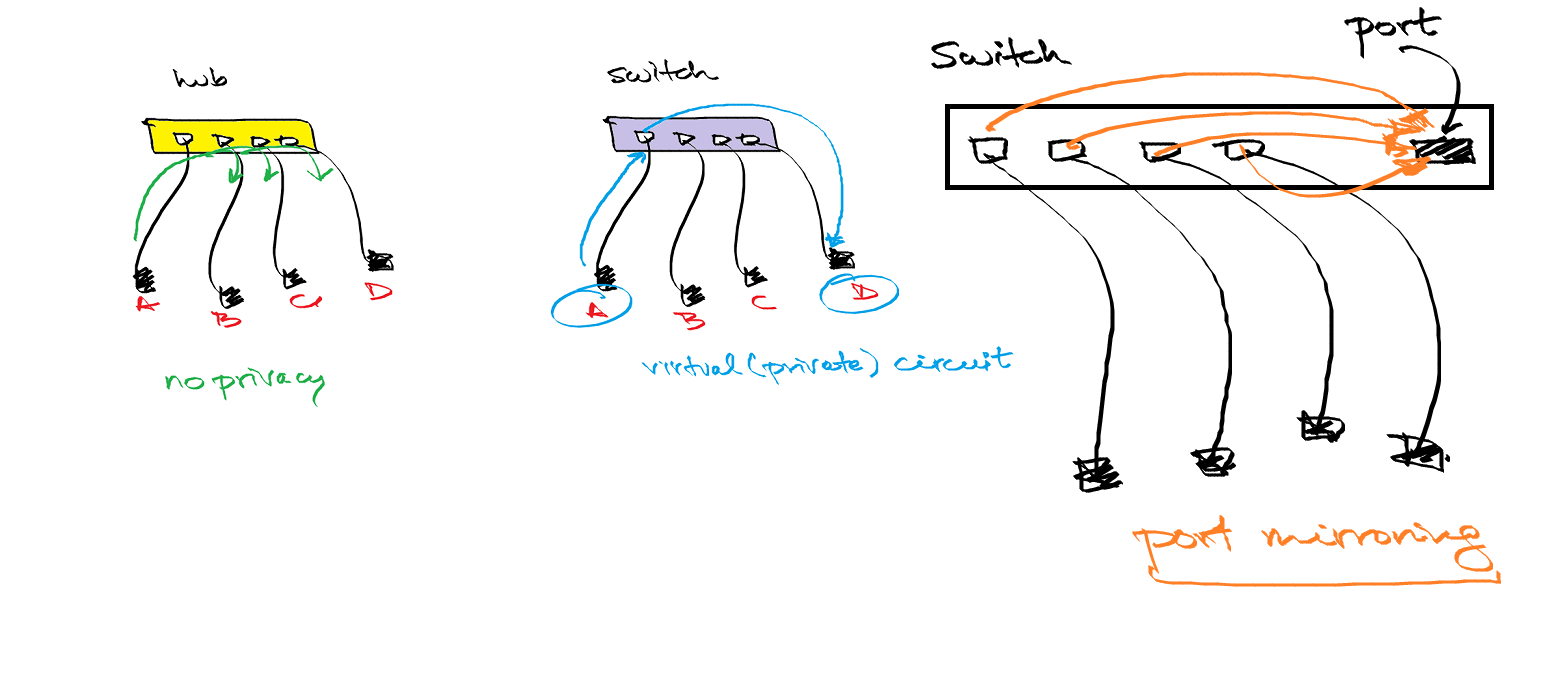 hub
A
B
C
D
no privacy
switch
A
B
C
D
virtual (private) circuit
Switch
port
port mirroring